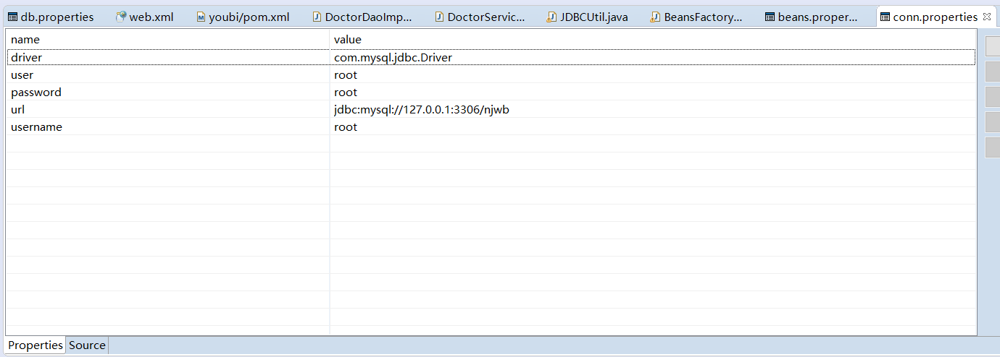 db.properties web.xml youbi/pom.xml DoctorDaoImp... DoctorServic... JDBCUtil.java BeansFactory... beans.proper... conn.properties
name value
driver com.mysql.jdbc.Driver
user root
password root
url jdbc:mysql://127.0.0.1:3306/njwb
username root
Properties Source